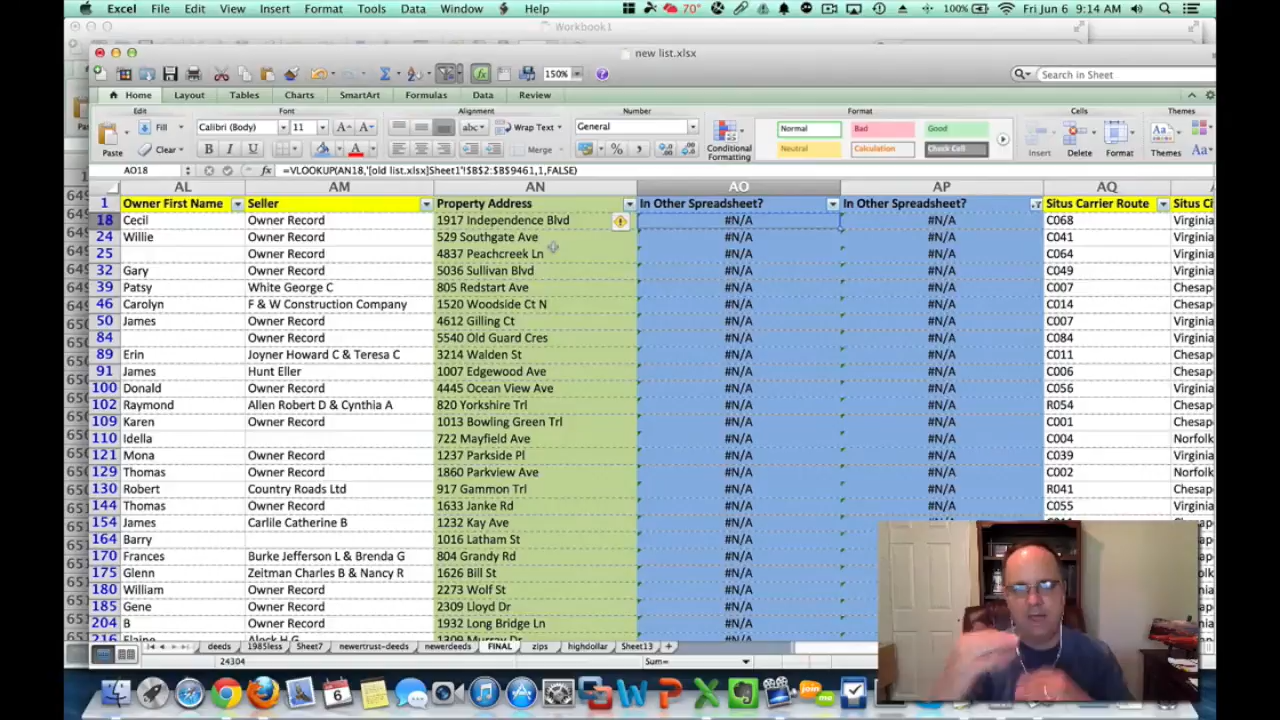 Excel File Edit View Insert Format Tools Data Window Help 70° 100% Fri Jun 6 9:14 AM
Workbook1
new list.xlsx
150% Search in Sheet
Home Layout Tables Charts SmartArt Formulas Data Review
Edit Font Alignment Number Format Cells Themes
Fill Calibri (Body) 11 abc Wrap Text General Normal Bad Good
Paste Clear B I U Merge % Conditional Formatting Neutral Calculation Check Cell Insert Delete Format Themes Aa
AO18 fx =VLOOKUP(AN18,'[old list.xlsx]Sheet1'!$B$2:$B$9461,1,FALSE)
AL AM AN AO AP AQ
1 Owner First Name Seller Property Address In Other Spreadsheet? In Other Spreadsheet? Situs Carrier Route Situs Ci
18 Cecil Owner Record 1917 Independence Blvd #N/A #N/A C068 Virginia
24 Willie Owner Record 529 Southgate Ave #N/A #N/A C041 Virginia
25 Owner Record 4837 Peachcreek Ln #N/A #N/A C064 Virginia
32 Gary Owner Record 5036 Sullivan Blvd #N/A #N/A C049 Virginia
39 Patsy White George C 805 Redstart Ave #N/A #N/A C007 Chesap
46 Carolyn F & W Construction Company 1520 Woodside Ct N #N/A #N/A C014 Virginia
50 James Owner Record 4612 Gilling Ct #N/A #N/A C007 Virginia
84 Owner Record 5540 Old Guard Cres #N/A #N/A C084 Virginia
89 Erin Joyner Howard C & Teresa C 3214 Walden St #N/A #N/A C011 Chesap
91 James Hunt Eller 1007 Edgewood Ave #N/A #N/A C006 Chesap
100 Donald Owner Record 4445 Ocean View Ave #N/A #N/A C056 Virginia
102 Raymond Allen Robert D & Cynthia A 820 Yorkshire Trl #N/A #N/A R054 Chesap
109 Karen Owner Record 1013 Bowling Green Trl #N/A #N/A C001 Chesap
110 Idella 722 Mayfield Ave #N/A #N/A C004 Norfolk
121 Mona Owner Record 1237 Parkside Pl #N/A #N/A C039 Virginia
129 Thomas Owner Record 1860 Parkview Ave #N/A #N/A C002 Norfolk
130 Robert Country Roads Ltd 917 Gammon Trl #N/A #N/A R041 Chesap
144 Thomas Owner Record 1633 Janke Rd #N/A #N/A C055 Virginia
154 James Carlile Catherine B 1232 Kay Ave #N/A #N/A
164 Barry 1016 Latham St #N/A
170 Frances Burke Jefferson L & Brenda G 804 Grandy Rd #N/A
175 Glenn Zeitman Charles B & Nancy R 1626 Bill St #N/A
180 William Owner Record 2273 Wolf St #N/A
185 Gene Owner Record 2309 Lloyd Dr #N/A
204 B Owner Record 1932 Long Bridge Ln #N/A
216 Elaine Alock H G 1309 Murray Dr #N/A
deeds 1985less Sheet7 newertrust-deeds newerdeeds FINAL zips highdollar Sheet13 +
24304 Sum=
6 join me